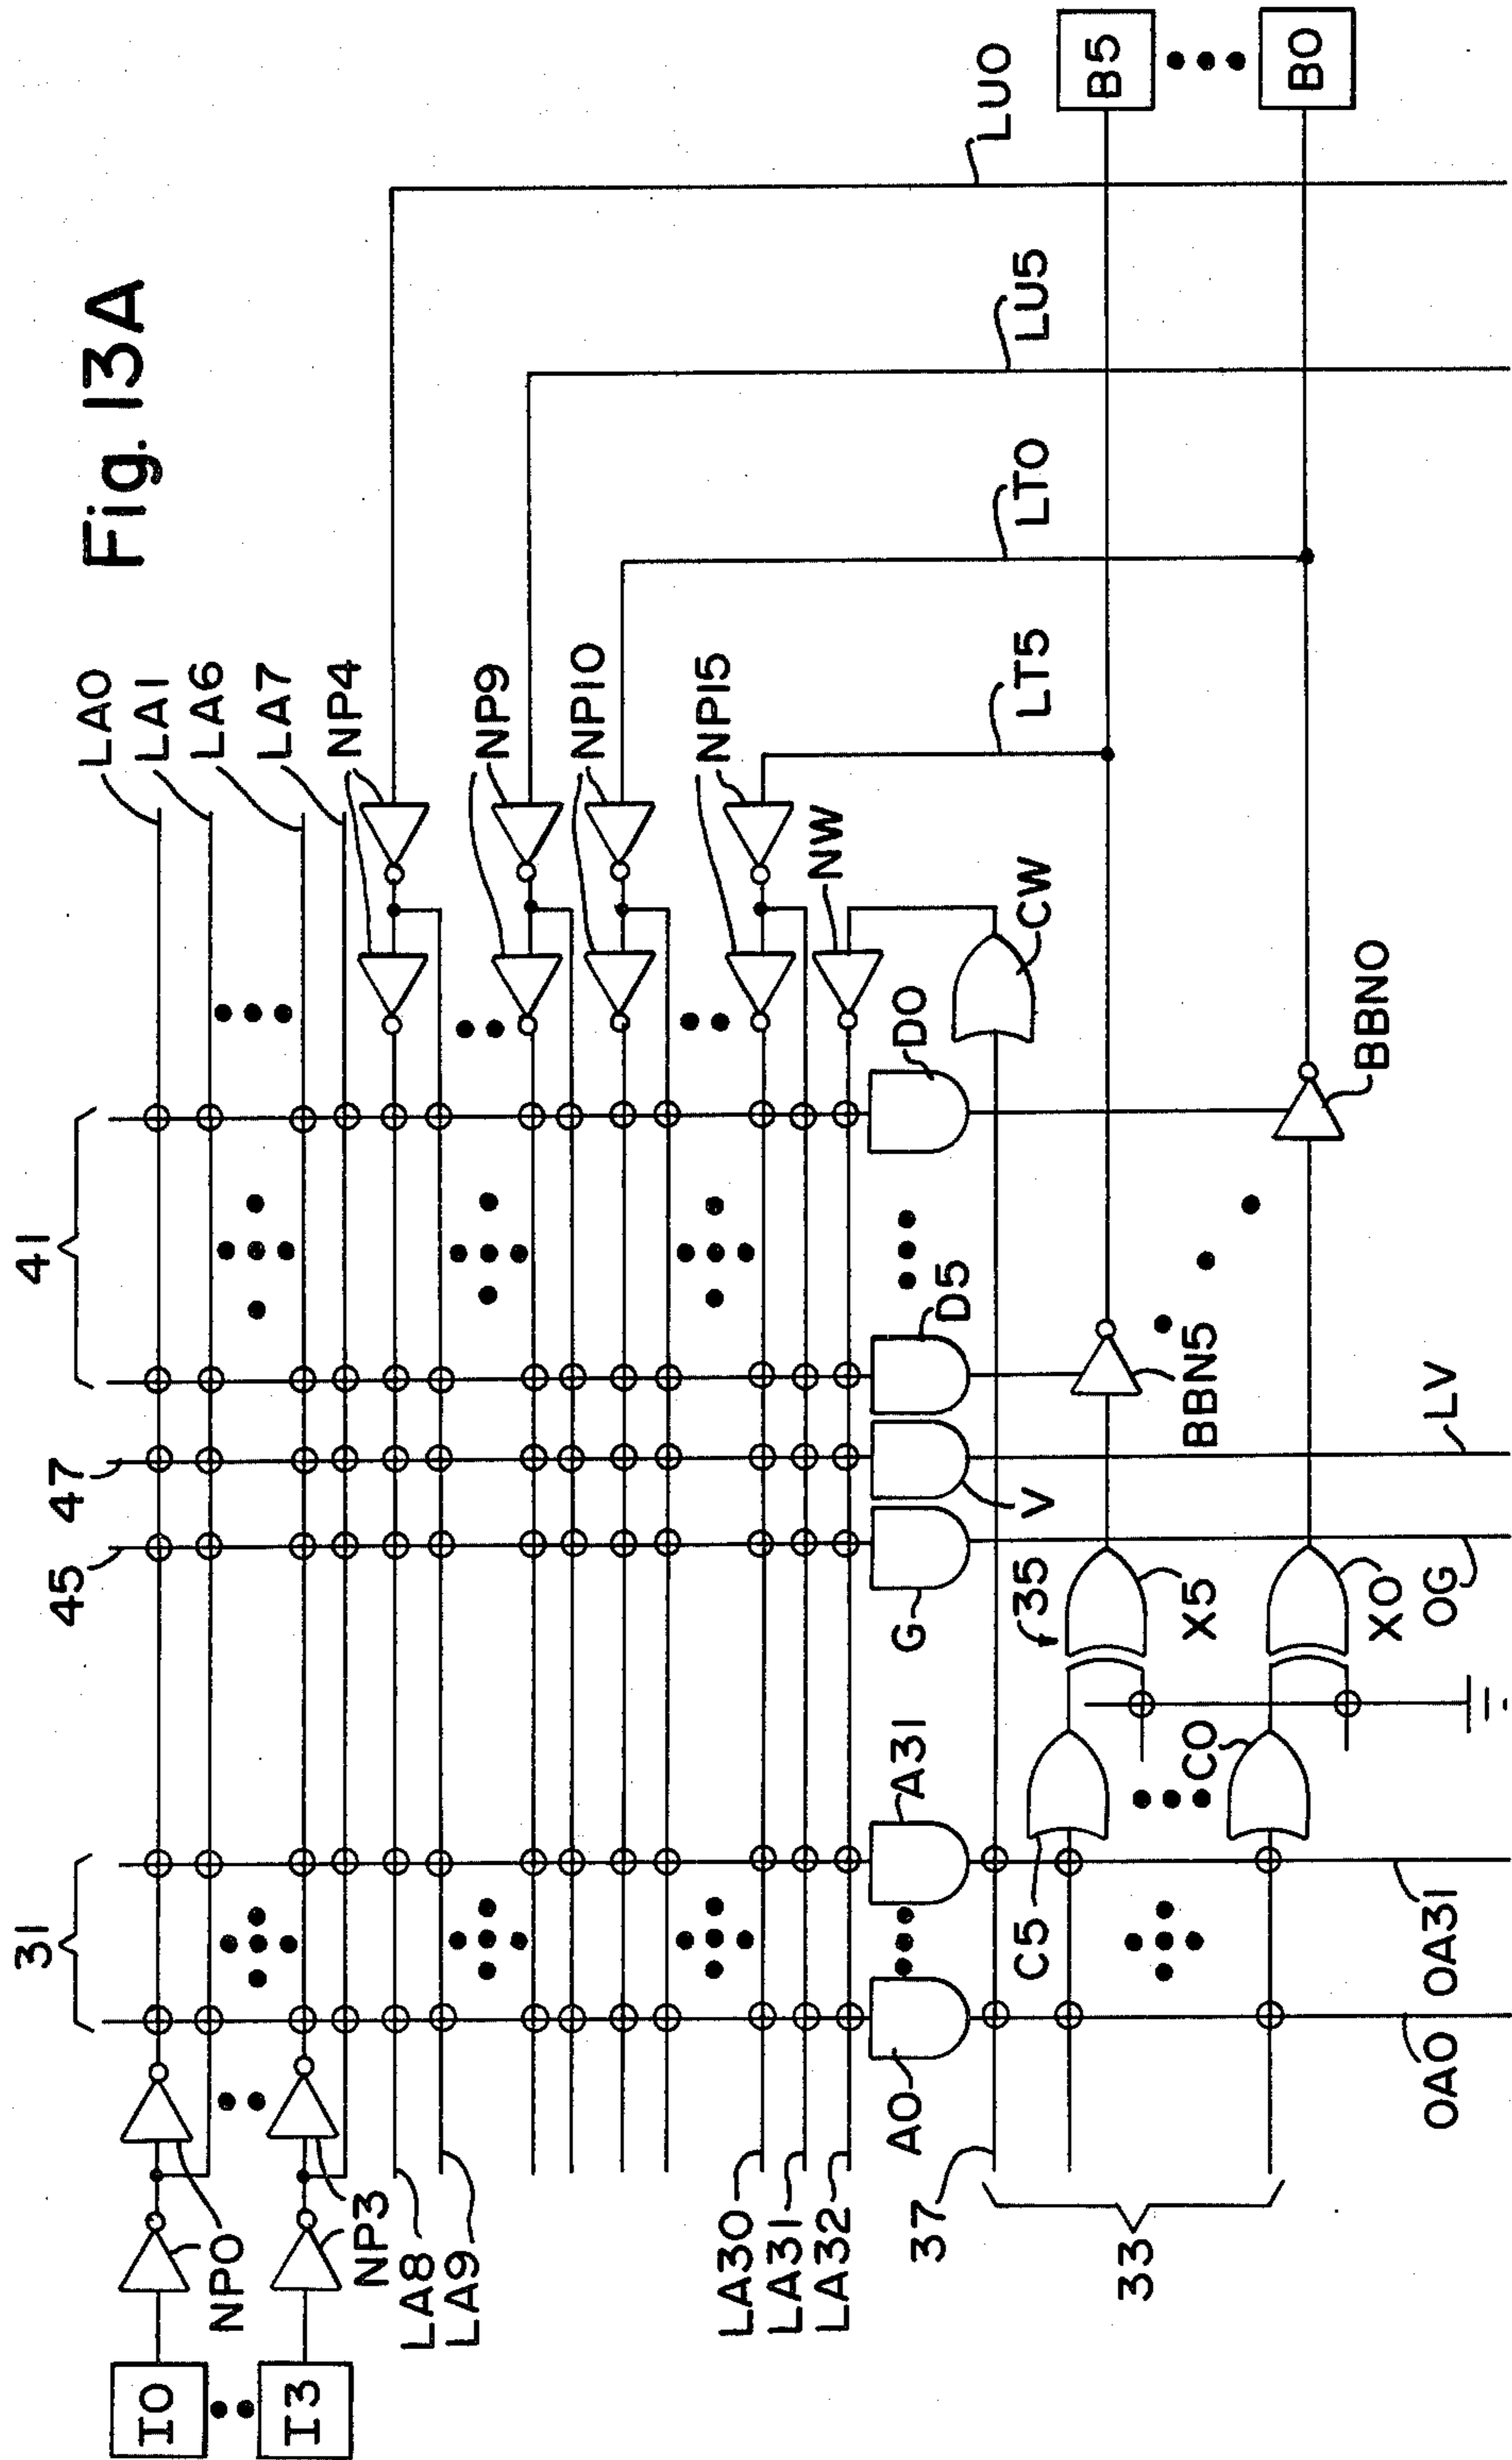 Fig. 13A
I0
I3
NP0
NP3
LA8
LA9
LA30
LA31
LA32
37
33
31
A0
A31
C5
C0
OA0
OA31
45
47
41
G
V
35
X5
X0
OG
LV
D5
D0
BBN5
BBN0
CW
NW
LA0
LA1
LA6
LA7
NP4
NP9
NP10
NP15
LT5
LT0
LU5
LU0
B5
B0